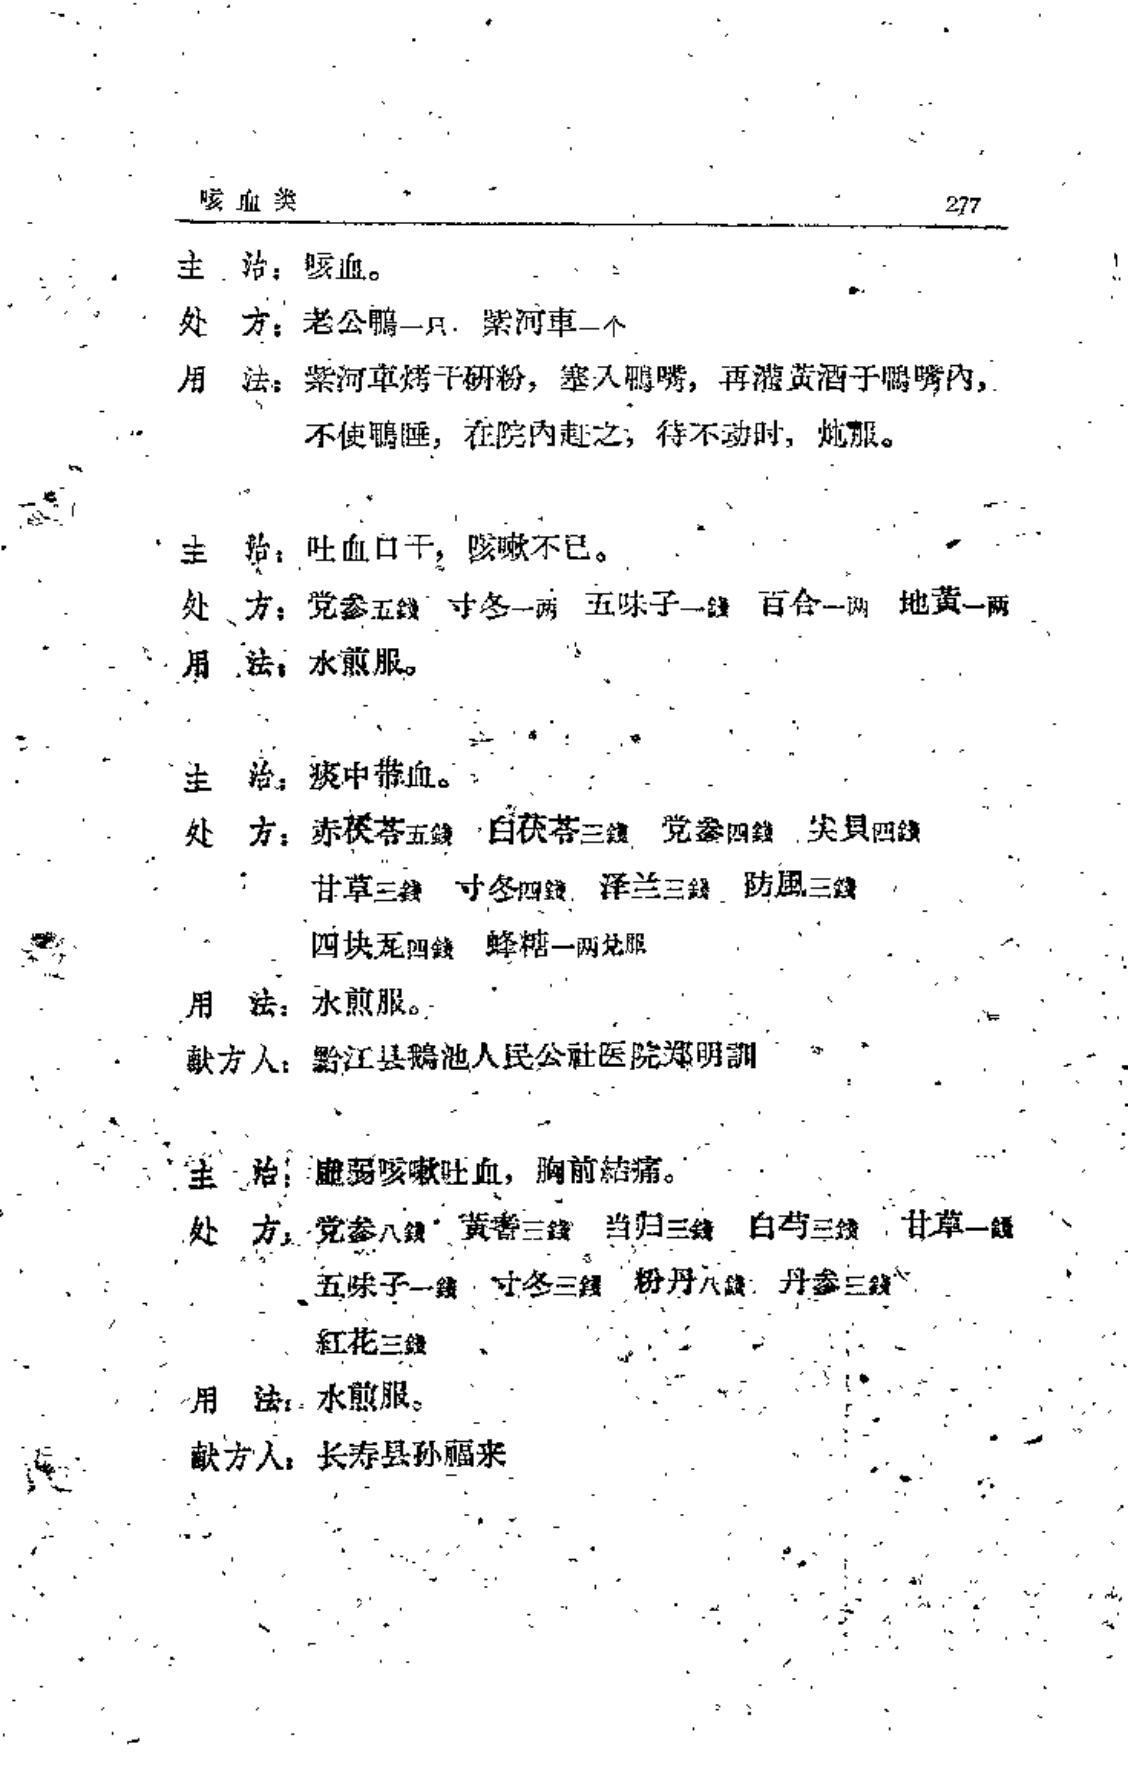 咳血类 277
主 治：咳血。
处 方：老公鴨一只 紫河車一个
用 法：紫河車烤干研粉，塞入鴨嘴，再灌黃酒于鴨嘴內，
不使鴨睡，在院內赶之，待不动时，炖服。
主 治：吐血口干，咳嗽不已。
处 方：党参五錢 寸冬一两 五味子一錢 百合一两 地黃一两
用 法：水煎服。
主 治：痰中带血。
处 方：赤茯苓五錢 白茯苓三錢 党参四錢 尖貝四錢
甘草三錢 寸冬四錢 泽兰三錢 防風三錢
四块瓦四錢 蜂糖一两兑服
用 法：水煎服。
献方人：黔江县鵝池人民公社医院郑明訓
主 治：虛弱咳嗽吐血，胸前結痛。
处 方：党参八錢 黃耆三錢 当归三錢 白芍三錢 甘草一錢
五味子一錢 寸冬三錢 粉丹八錢 丹参三錢
紅花三錢
用 法：水煎服。
献方人：长寿县孙福来